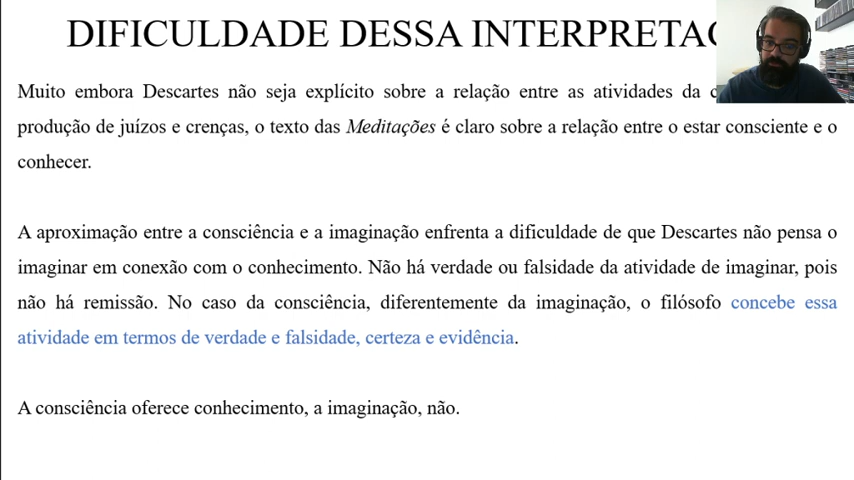 DIFICULDADE DESSA
Muito embora Descartes não seja explícito sobre a relação entre as atividades da
produção de juízos e crenças, o texto das Meditações é claro sobre a relação entre o estar consciente e o
conhecer.
A aproximação entre a consciência e a imaginação enfrenta a dificuldade de que Descartes não pensa o
imaginar em conexão com o conhecimento. Não há verdade ou falsidade da atividade de imaginar, pois
não há remissão. No caso da consciência, diferentemente da imaginação, o filósofo concebe essa
atividade em termos de verdade e falsidade, certeza e evidência.
A consciência oferece conhecimento, a imaginação, não.